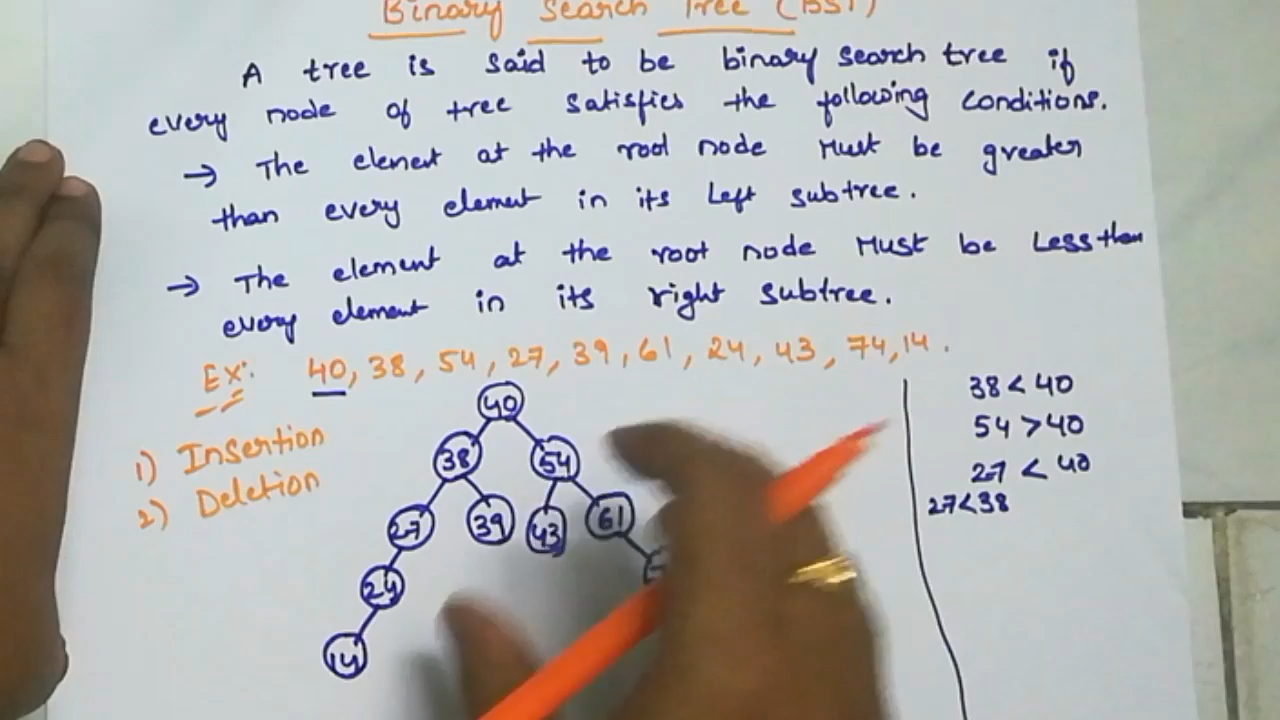 Binary Search Tree (BST)
A tree is said to be binary search tree if
every node of tree satisfies the following conditions.
→ The elenent at the root node Must be greater
than every element in its Left subtree.
→ The element at the root node Must be Less than
every element in its right subtree.
Ex: 40, 38, 54, 27, 39, 61, 24, 43, 74, 14.
1) Insertion
2) Deletion
40
38 54
27 39 43 61
24
14
38 < 40
54 > 40
27 < 40
27 < 38